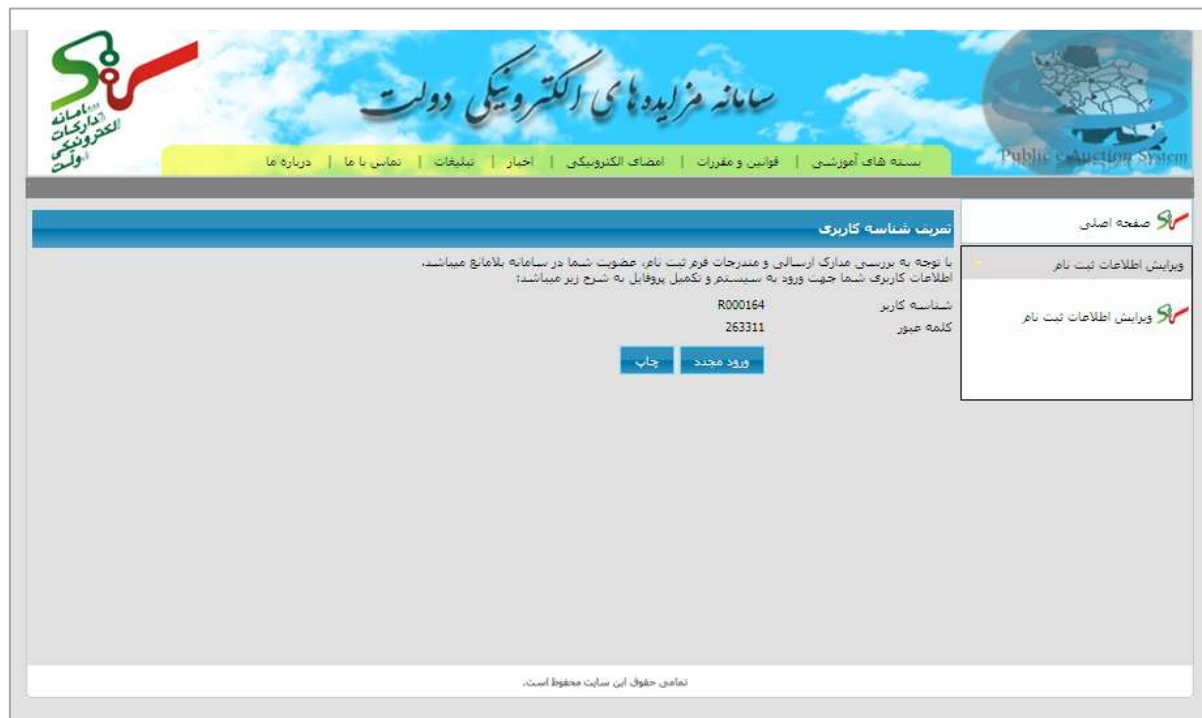 سامانه تدارکات الکترونیکی دولت
سامانه مزایده های الکترونیکی دولت
Public e-Auction System
بسته های آموزشی | قوانین و مقررات | امضای الکترونیکی | اخبار | تبلیغات | تماس با ما | درباره ما
صفحه اصلی
ویرایش اطلاعات ثبت نام
ویرایش اطلاعات ثبت نام
تعریف شناسه کاربری
با توجه به بررسی مدارک ارسالی و مندرجات فرم ثبت نام، عضویت شما در سامانه بلامانع میباشد.
اطلاعات کاربری شما جهت ورود به سیستم و تکمیل پروفایل به شرح زیر میباشد:
شناسه کاربر R000164
کلمه عبور 263311
ورود مجدد چاپ
تمامی حقوق این سایت محفوظ است.